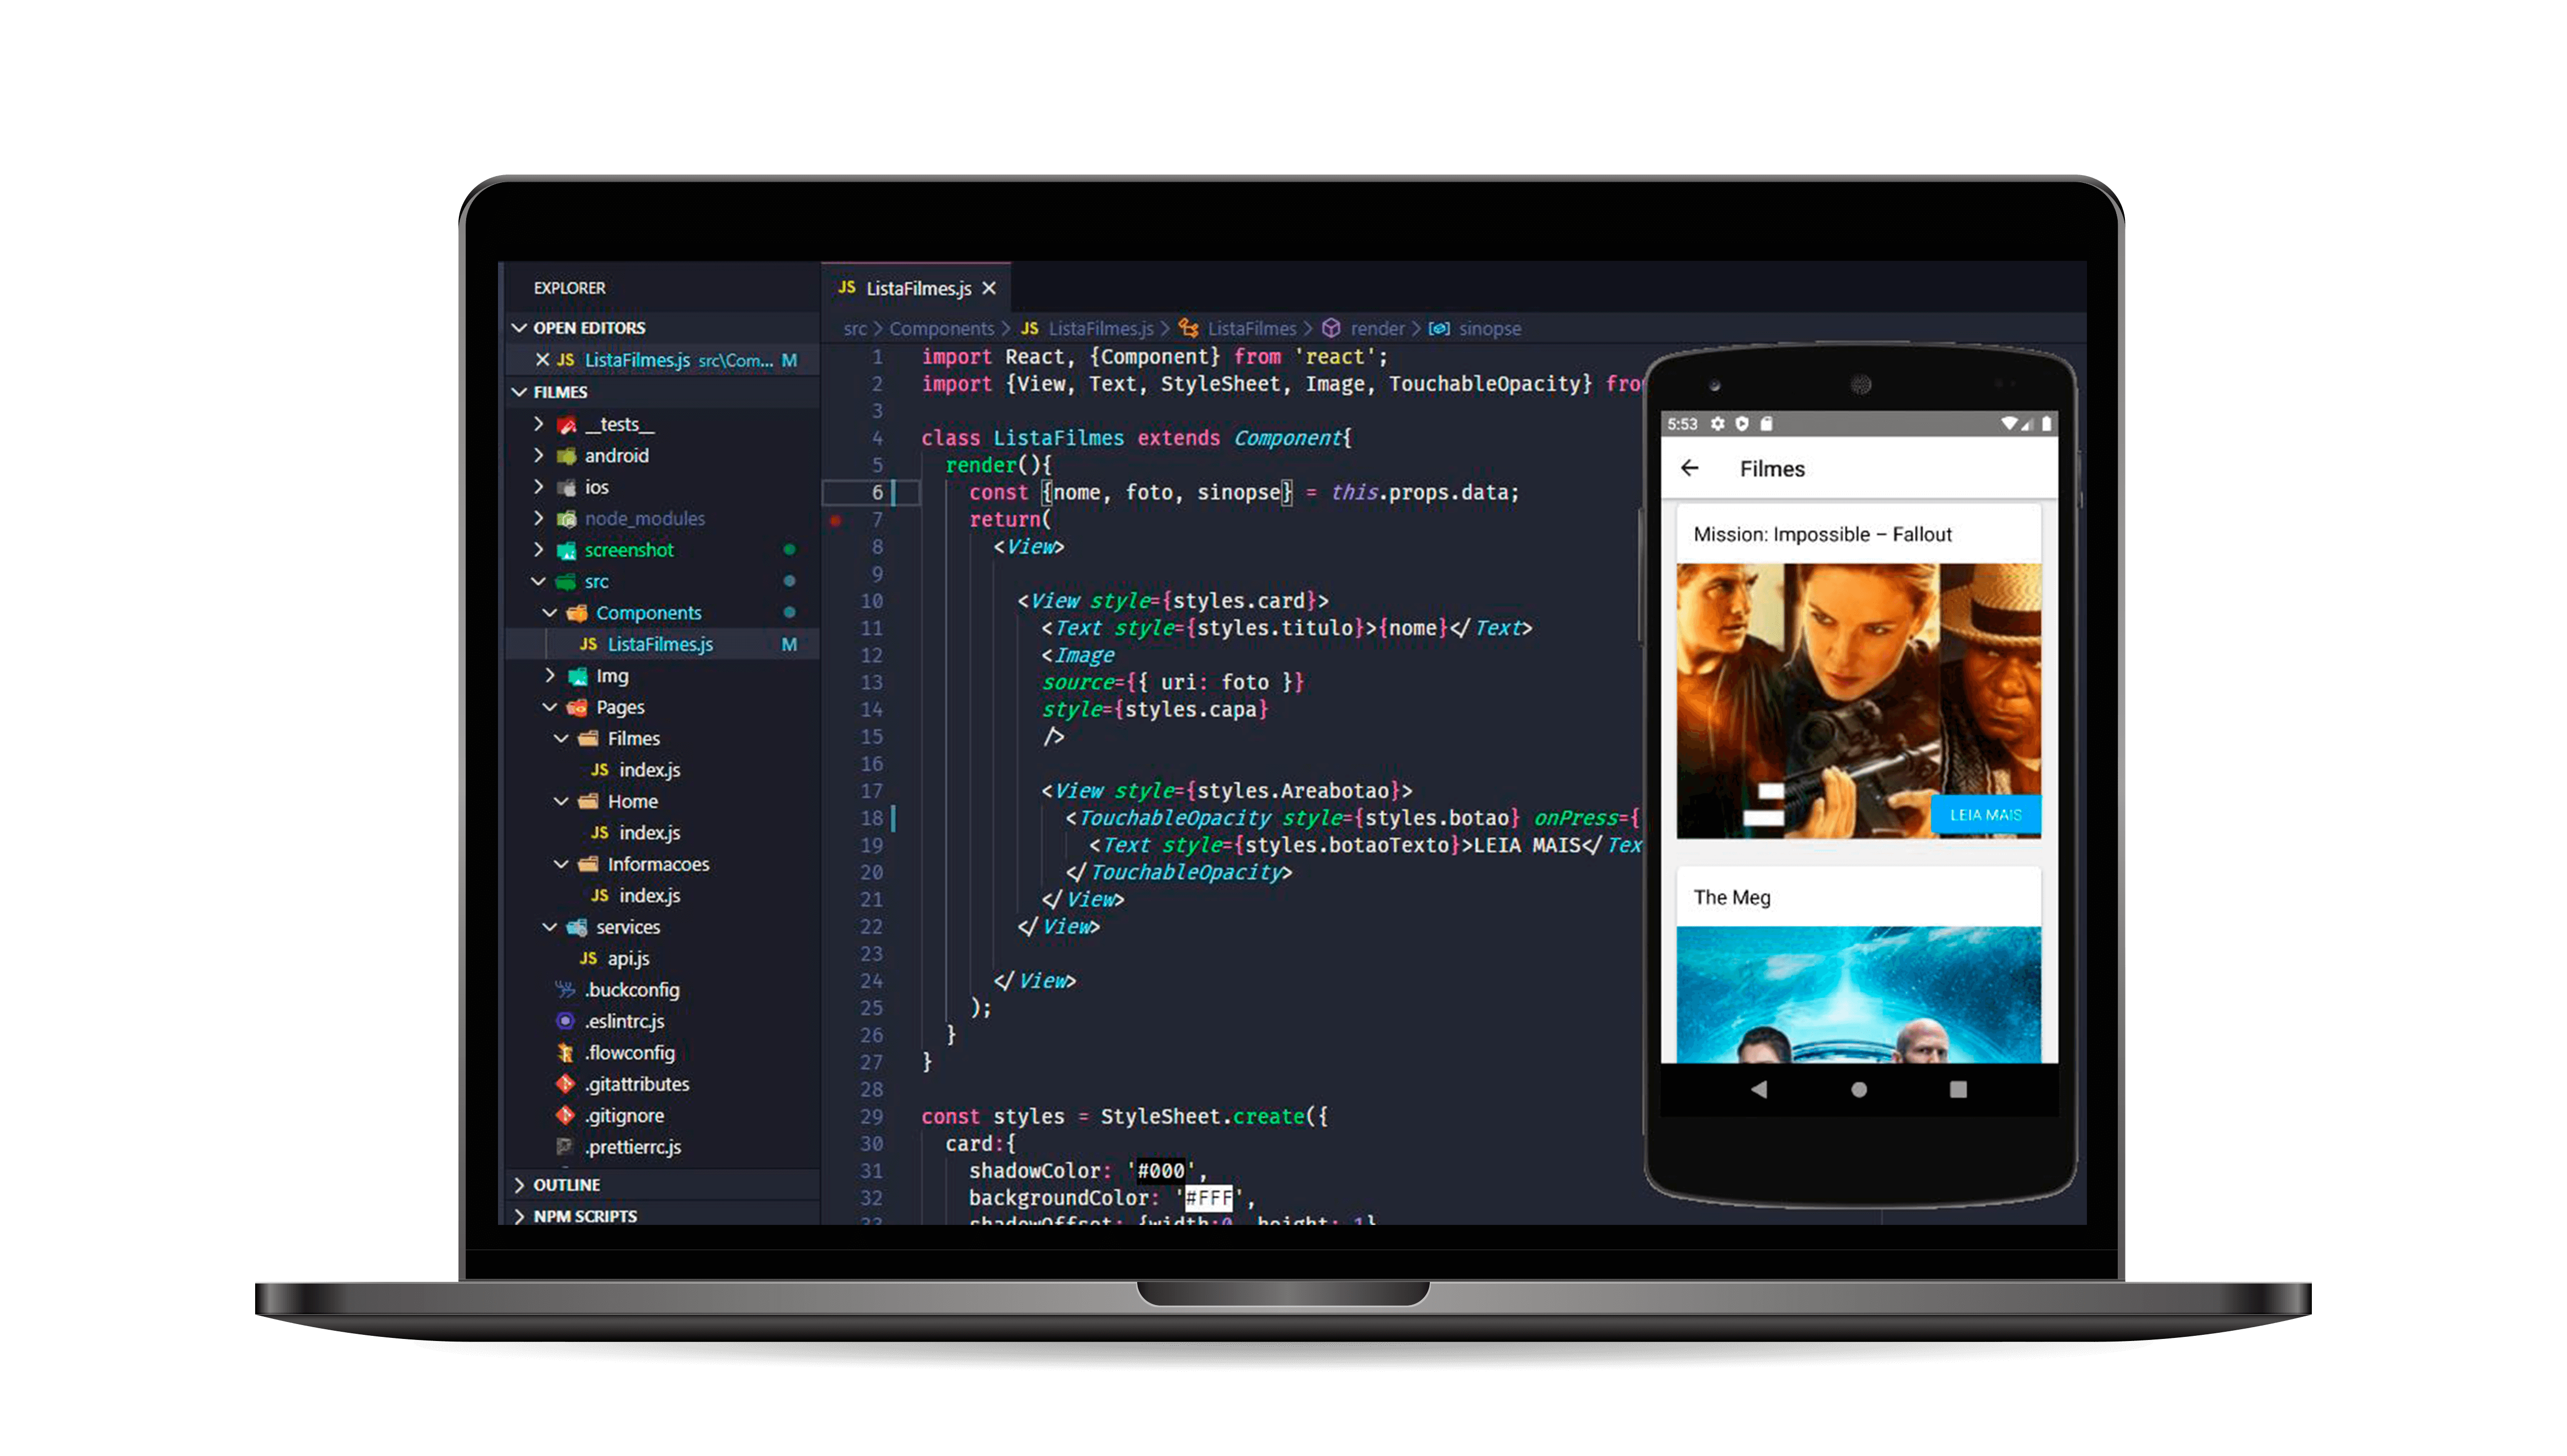 EXPLORER
OPEN EDITORS
JS ListaFilmes.js src\Com... M
FILMES
__tests__
android
ios
node_modules
screenshot
src
Components
JS ListaFilmes.js M
Img
Pages
Filmes
JS index.js
Home
JS index.js
Informacoes
JS index.js
services
JS api.js
.buckconfig
.eslintrc.js
.flowconfig
.gitattributes
.gitignore
.prettierrc.js
OUTLINE
NPM SCRIPTS
JS ListaFilmes.js
src > Components > JS ListaFilmes.js > ListaFilmes > render > sinopse
1 import React, {Component} from 'react';
2 import {View, Text, StyleSheet, Image, TouchableOpacity} fro
3
4 class ListaFilmes extends Component{
5 render(){
6 const {nome, foto, sinopse} = this.props.data;
7 return(
8 <View>
9
10 <View style={styles.card}>
11 <Text style={styles.titulo}>{nome}</Text>
12 <Image
13 source={{ uri: foto }}
14 style={styles.capa}
15 />
16
17 <View style={styles.Areabotao}>
18 <TouchableOpacity style={styles.botao} onPress={
19 <Text style={styles.botaoTexto}>LEIA MAIS</Tex
20 </TouchableOpacity>
21 </View>
22 </View>
23
24 </View>
25 );
26 }
27 }
28
29 const styles = StyleSheet.create({
30 card:{
31 shadowColor: '#000',
32 backgroundColor: '#FFF',
33 shadowOffset: {width:0, height: 1}
5:53
Filmes
Mission: Impossible – Fallout
LEIA MAIS
The Meg